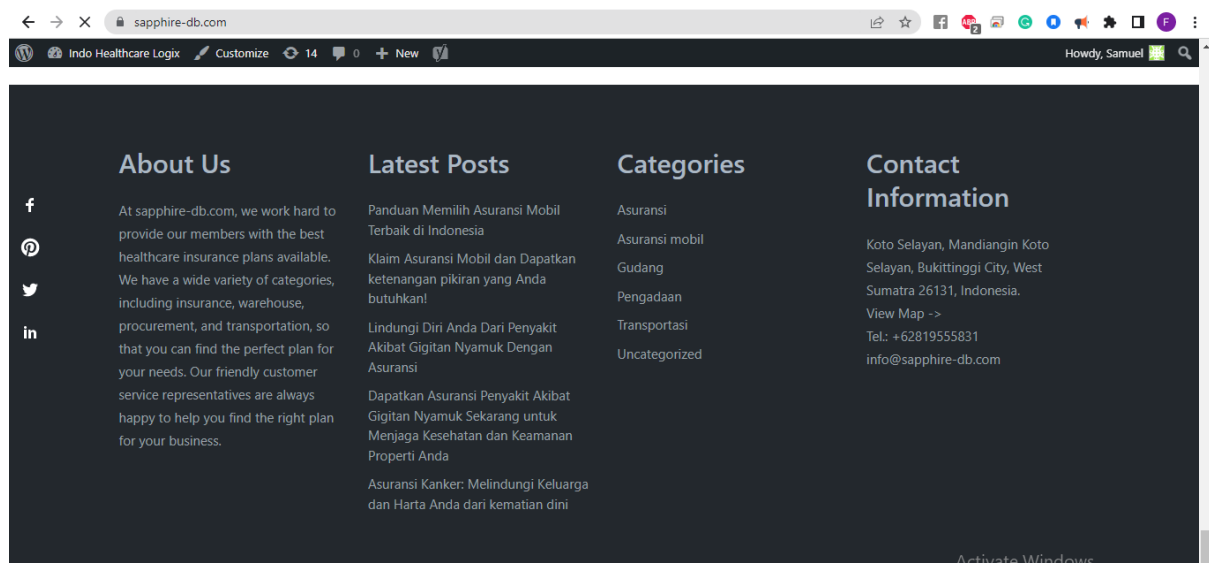 sapphire-db.com
Indo Healthcare Logix Customize 14 0 New Howdy, Samuel
About Us
At sapphire-db.com, we work hard to
provide our members with the best
healthcare insurance plans available.
We have a wide variety of categories,
including insurance, warehouse,
procurement, and transportation, so
that you can find the perfect plan for
your needs. Our friendly customer
service representatives are always
happy to help you find the right plan
for your business.
Latest Posts
Panduan Memilih Asuransi Mobil
Terbaik di Indonesia
Klaim Asuransi Mobil dan Dapatkan
ketenangan pikiran yang Anda
butuhkan!
Lindungi Diri Anda Dari Penyakit
Akibat Gigitan Nyamuk Dengan
Asuransi
Dapatkan Asuransi Penyakit Akibat
Gigitan Nyamuk Sekarang untuk
Menjaga Kesehatan dan Keamanan
Properti Anda
Asuransi Kanker: Melindungi Keluarga
dan Harta Anda dari kematian dini
Categories
Asuransi
Asuransi mobil
Gudang
Pengadaan
Transportasi
Uncategorized
Contact
Information
Koto Selayan, Mandiangin Koto
Selayan, Bukittinggi City, West
Sumatra 26131, Indonesia.
View Map ->
Tel.: +62819555831
info@sapphire-db.com
Activate Windows